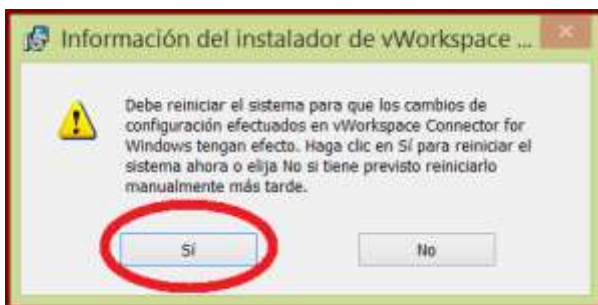 Información del instalador de vWorkspace ...
Debe reiniciar el sistema para que los cambios de
configuración efectuados en vWorkspace Connector for
Windows tengan efecto. Haga clic en Sí para reiniciar el
sistema ahora o elija No si tiene previsto reiniciarlo
manualmente más tarde.
Sí No